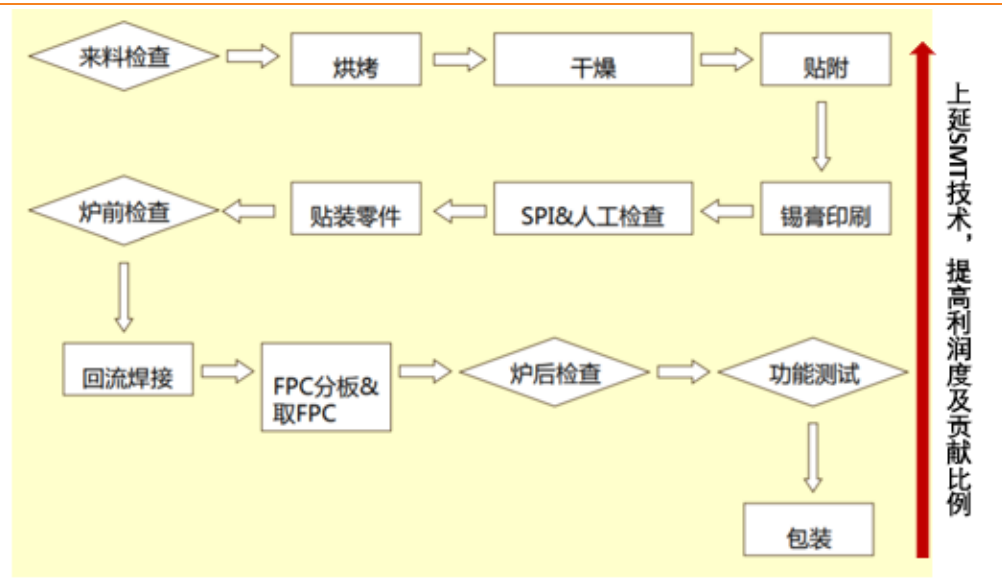 来料检查
烘烤
干燥
贴附
锡膏印刷
SPI&人工检查
贴装零件
炉前检查
回流焊接
FPC分板&
取FPC
炉后检查
功能测试
包装
上延SMT技术，提高利润度及贡献比例